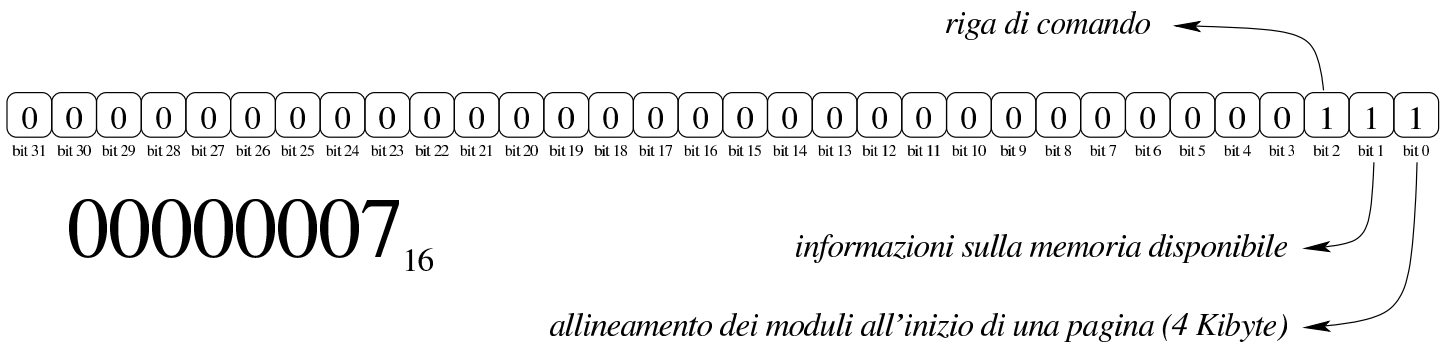 riga di comando
0 0 0 0 0 0 0 0 0 0 0 0 0 0 0 0 0 0 0 0 0 0 0 0 0 0 0 0 0 1 1 1
bit 31 bit 30 bit 29 bit 28 bit 27 bit 26 bit 25 bit 24 bit 23 bit 22 bit 21 bit 20 bit 19 bit 18 bit 17 bit 16 bit 15 bit 14 bit 13 bit 12 bit 11 bit 10 bit 9 bit 8 bit 7 bit 6 bit 5 bit 4 bit 3 bit 2 bit 1 bit 0
00000007 16
informazioni sulla memoria disponibile
allineamento dei moduli all'inizio di una pagina (4 Kibyte)